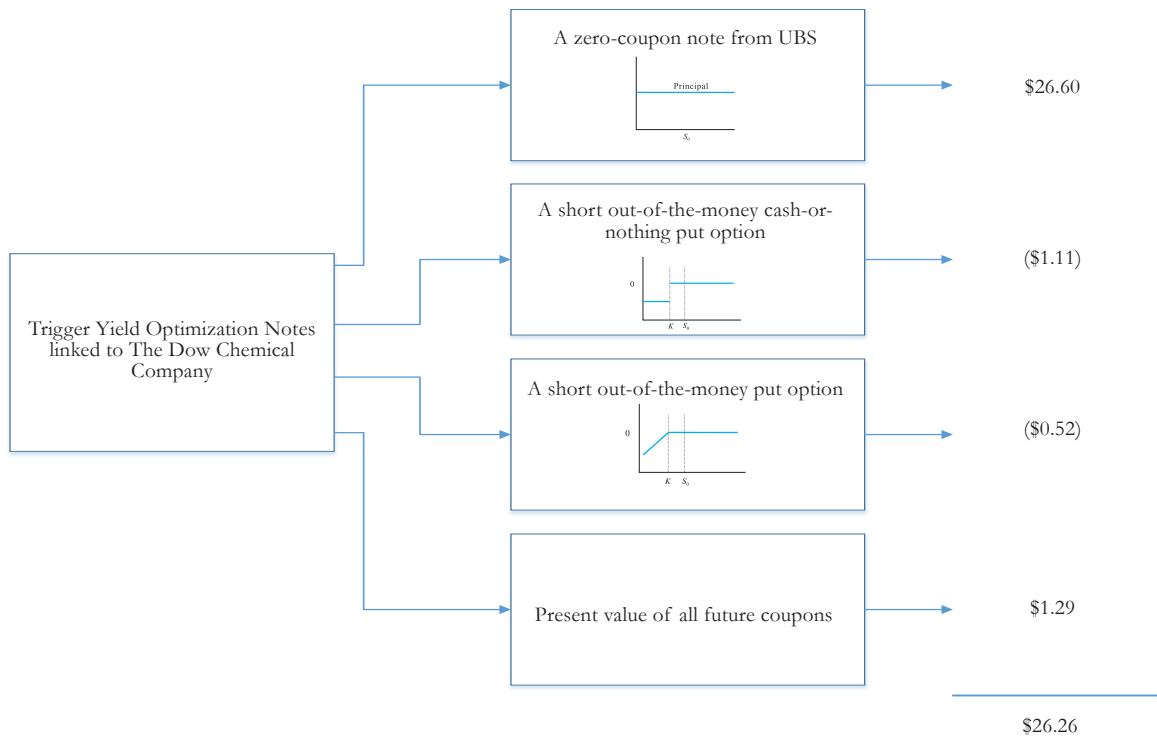 A zero-coupon note from UBS
Principal
S0
$26.60
A short out-of-the-money cash-or-
nothing put option
0
K S0
($1.11)
Trigger Yield Optimization Notes
linked to The Dow Chemical
Company
A short out-of-the-money put option
0
K S0
($0.52)
Present value of all future coupons
$1.29
$26.26